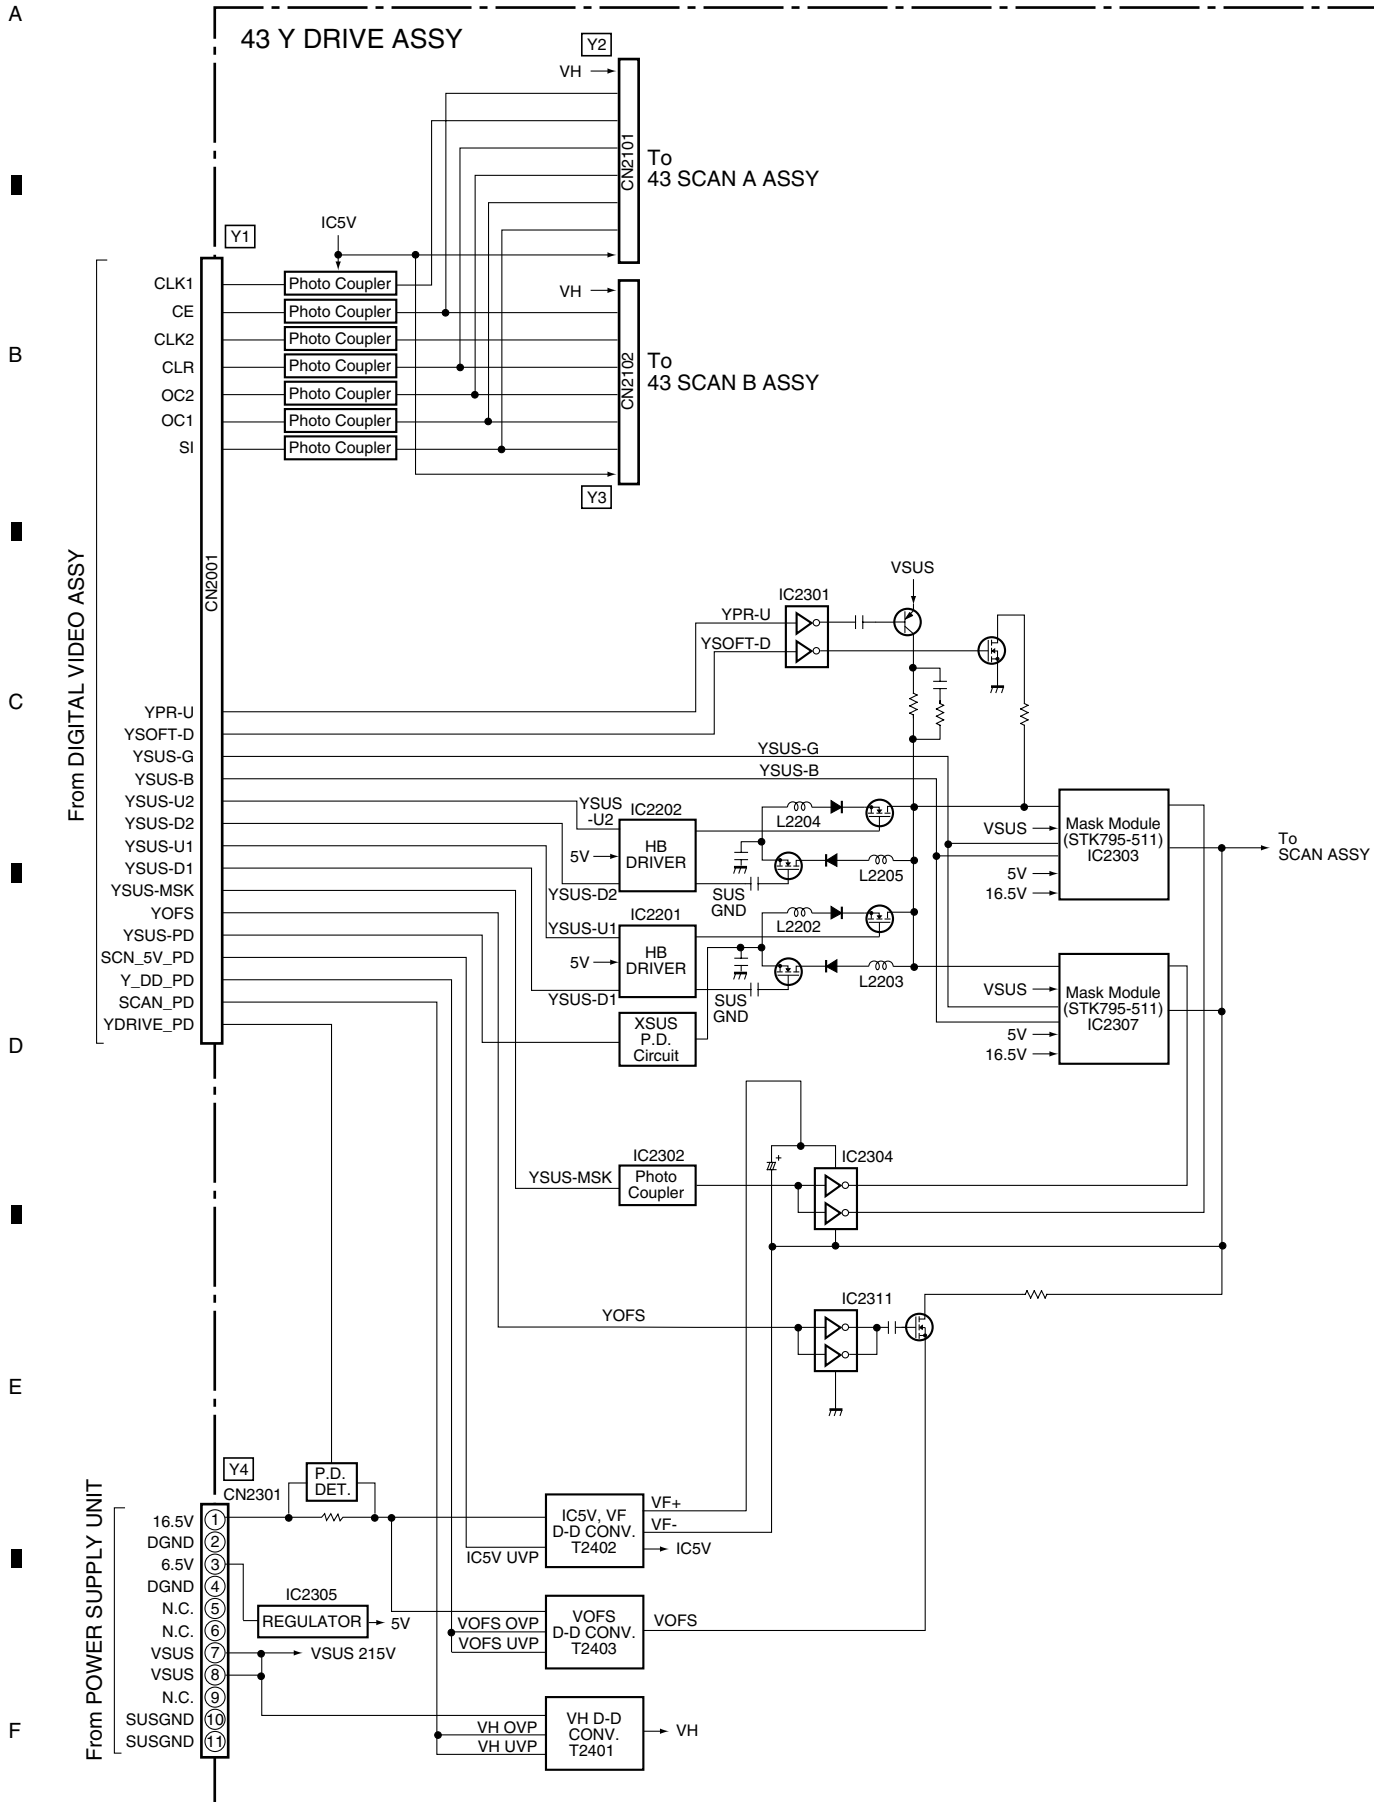 A
43 Y DRIVE ASSY
Y2
VH
CN2101
To
43 SCAN A ASSY
IC5V
Y1
CLK1
Photo Coupler
VH
CE
Photo Coupler
B
CLK2
Photo Coupler
CN2102
To
43 SCAN B ASSY
CLR
Photo Coupler
OC2
Photo Coupler
OC1
Photo Coupler
SI
Photo Coupler
Y3
From DIGITAL VIDEO ASSY
CN2001
VSUS
IC2301
YPR-U
YSOFT-D
C
YPR-U
YSOFT-D
YSUS-G
YSUS-B
YSUS-U2
YSUS-D2
YSUS-U1
YSUS-D1
YSUS-MSK
YOFS
YSUS-PD
SCN_5V_PD
Y_DD_PD
SCAN_PD
YDRIVE_PD
YSUS-G
YSUS-B
YSUS
-U2
IC2202
HB
DRIVER
5V
YSUS-D2
L2204
L2205
SUS
GND
VSUS
Mask Module
(STK795-511)
IC2303
5V
16.5V
To
SCAN ASSY
YSUS-U1
IC2201
HB
DRIVER
5V
YSUS-D1
L2202
L2203
SUS
GND
VSUS
Mask Module
(STK795-511)
IC2307
5V
16.5V
XSUS
P.D.
Circuit
D
YSUS-MSK
IC2302
Photo
Coupler
+
IC2304
YOFS
IC2311
E
From POWER SUPPLY UNIT
Y4
CN2301
P.D.
DET.
16.5V 1
DGND 2
6.5V 3
DGND 4
N.C. 5
N.C. 6
VSUS 7
VSUS 8
N.C. 9
SUSGND 10
SUSGND 11
IC2305
REGULATOR
5V
VSUS 215V
IC5V UVP
IC5V, VF
D-D CONV.
T2402
VF+
VF-
IC5V
VOFS OVP
VOFS UVP
VOFS
D-D CONV.
T2403
VOFS
F
VH OVP
VH UVP
VH D-D
CONV.
T2401
VH